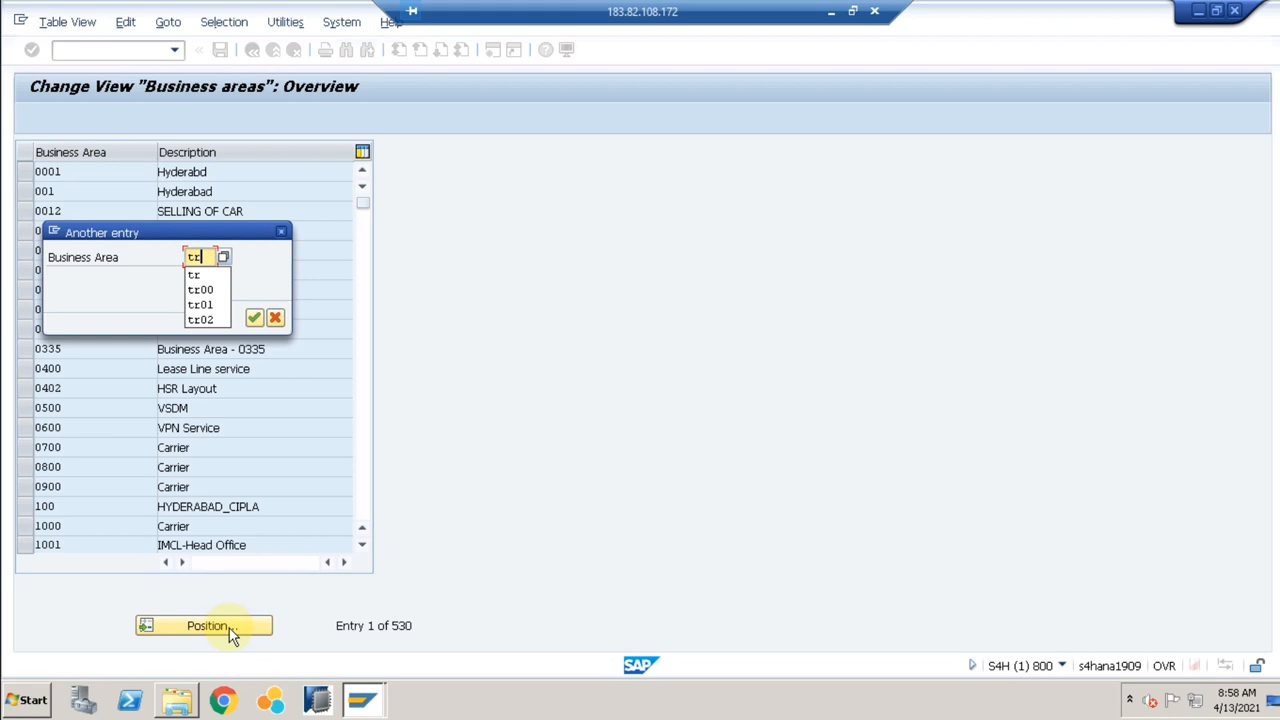 183.82.108.172
Table View Edit Goto Selection Utilities System Help
Change View "Business areas": Overview
Business Area Description
0001 Hyderabd
001 Hyderabad
0012 SELLING OF CAR
Another entry
Business Area tr
tr
tr00
tr01
tr02
0335 Business Area - 0335
0400 Lease Line service
0402 HSR Layout
0500 VSDM
0600 VPN Service
0700 Carrier
0800 Carrier
0900 Carrier
100 HYDERABAD_CIPLA
1000 Carrier
1001 IMCL-Head Office
Position... Entry 1 of 530
SAP S4H (1) 800 s4hana1909 OVR
Start 8:58 AM
4/13/2021